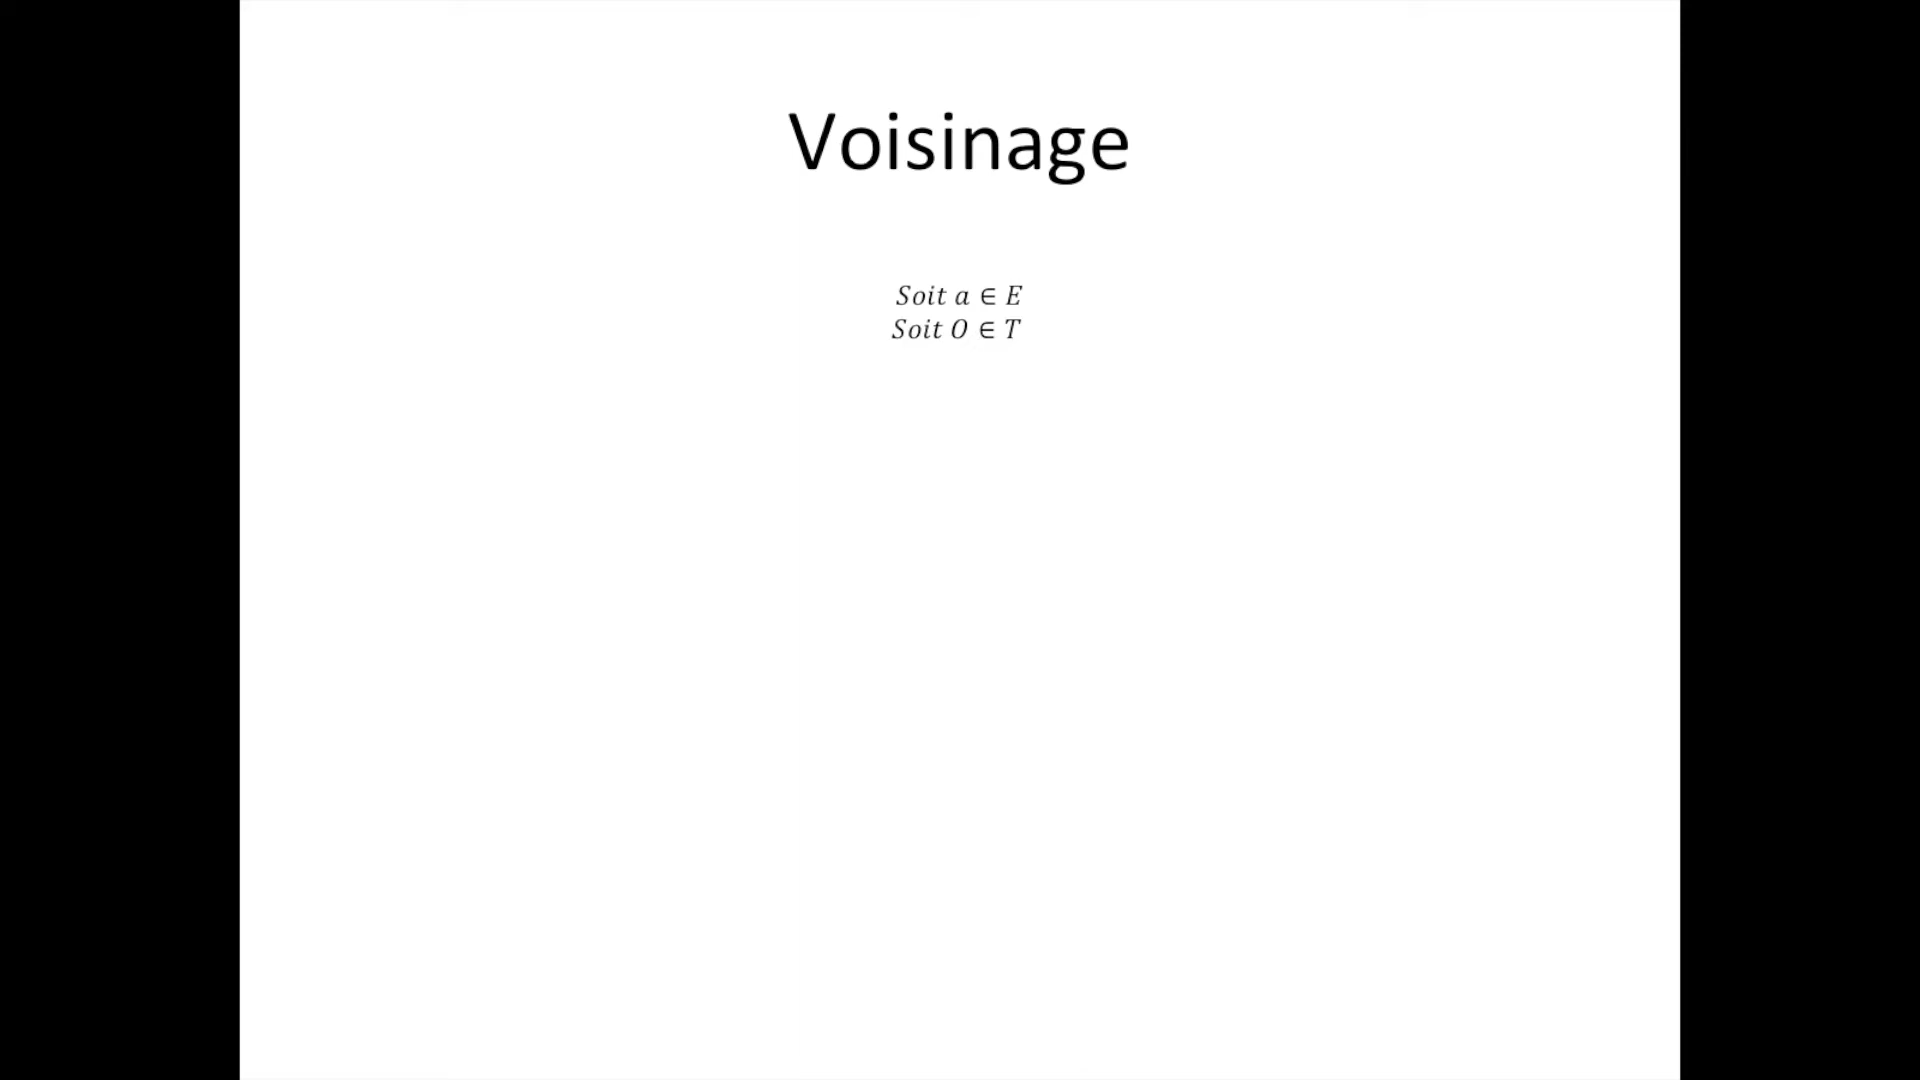 Voisinage
Soit a ∈ E
Soit O ∈ T